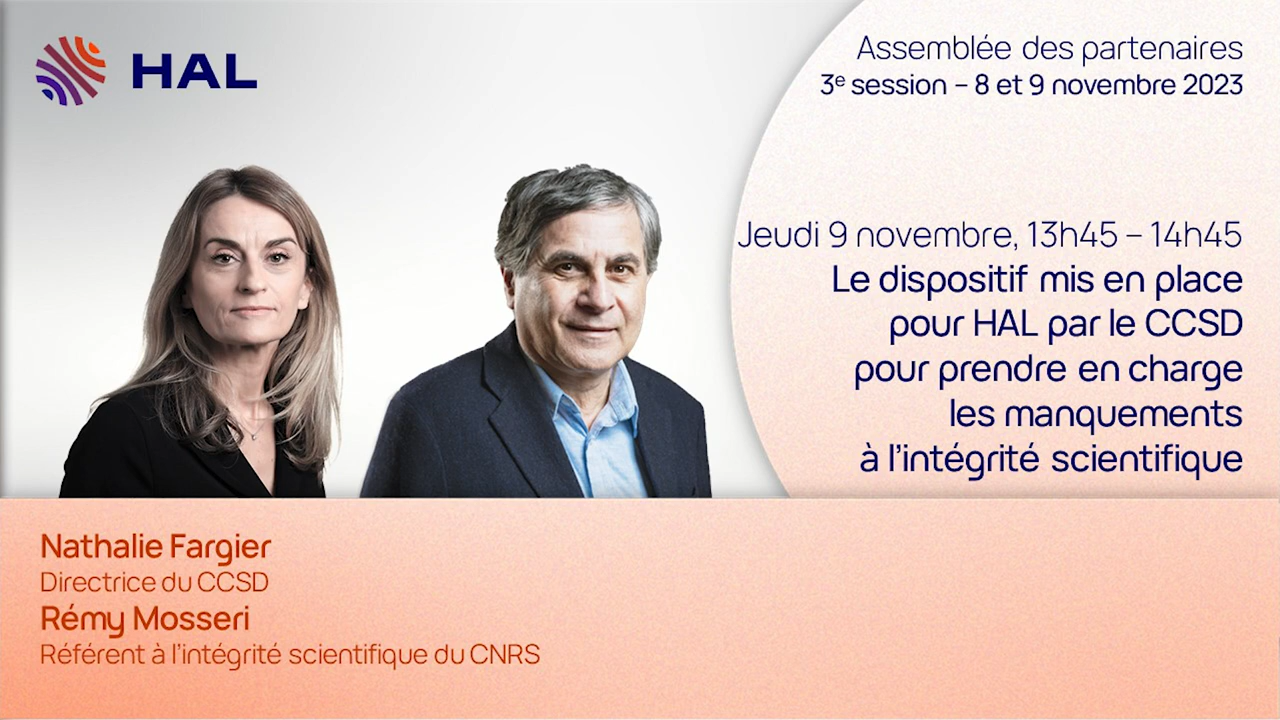 HAL
Assemblée des partenaires
3e session – 8 et 9 novembre 2023
Jeudi 9 novembre, 13h45 – 14h45
Le dispositif mis en place
pour HAL par le CCSD
pour prendre en charge
les manquements
à l'intégrité scientifique
Nathalie Fargier
Directrice du CCSD
Rémy Mosseri
Référent à l'intégrité scientifique du CNRS